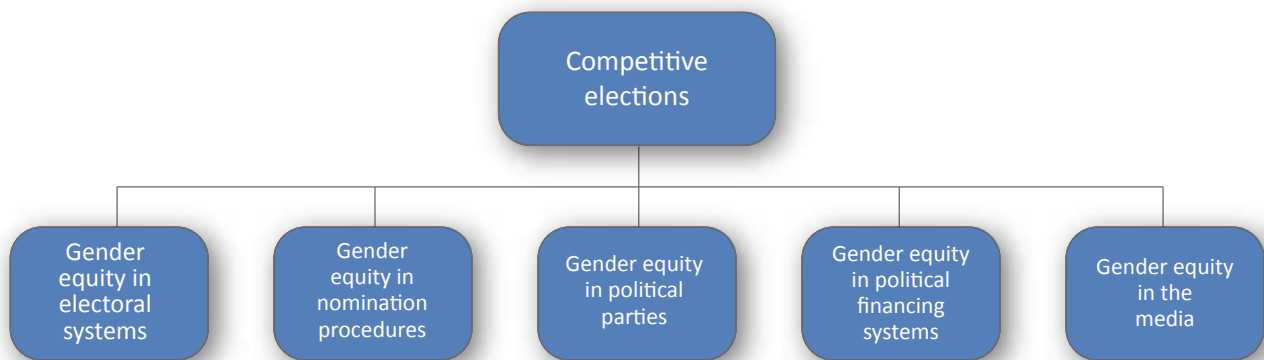 Competitive
elections
Gender
equity in
electoral
systems
Gender
equity in
nomination
procedures
Gender equity
in political
parties
Gender equity
in political
financing
systems
Gender equity
in the
media